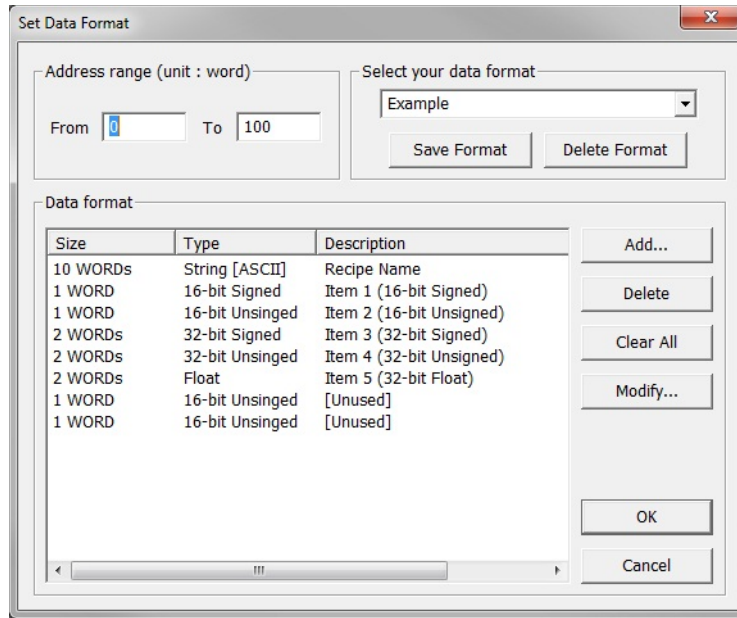 Set Data Format
Address range (unit : word)
From 0 To 100
Select your data format
Example
Save Format Delete Format
Data format
Size Type Description
10 WORDs String [ASCII] Recipe Name
1 WORD 16-bit Signed Item 1 (16-bit Signed)
1 WORD 16-bit Unsinged Item 2 (16-bit Unsigned)
2 WORDs 32-bit Signed Item 3 (32-bit Signed)
2 WORDs 32-bit Unsinged Item 4 (32-bit Unsigned)
2 WORDs Float Item 5 (32-bit Float)
1 WORD 16-bit Unsinged [Unused]
1 WORD 16-bit Unsinged [Unused]
Add...
Delete
Clear All
Modify...
OK
Cancel